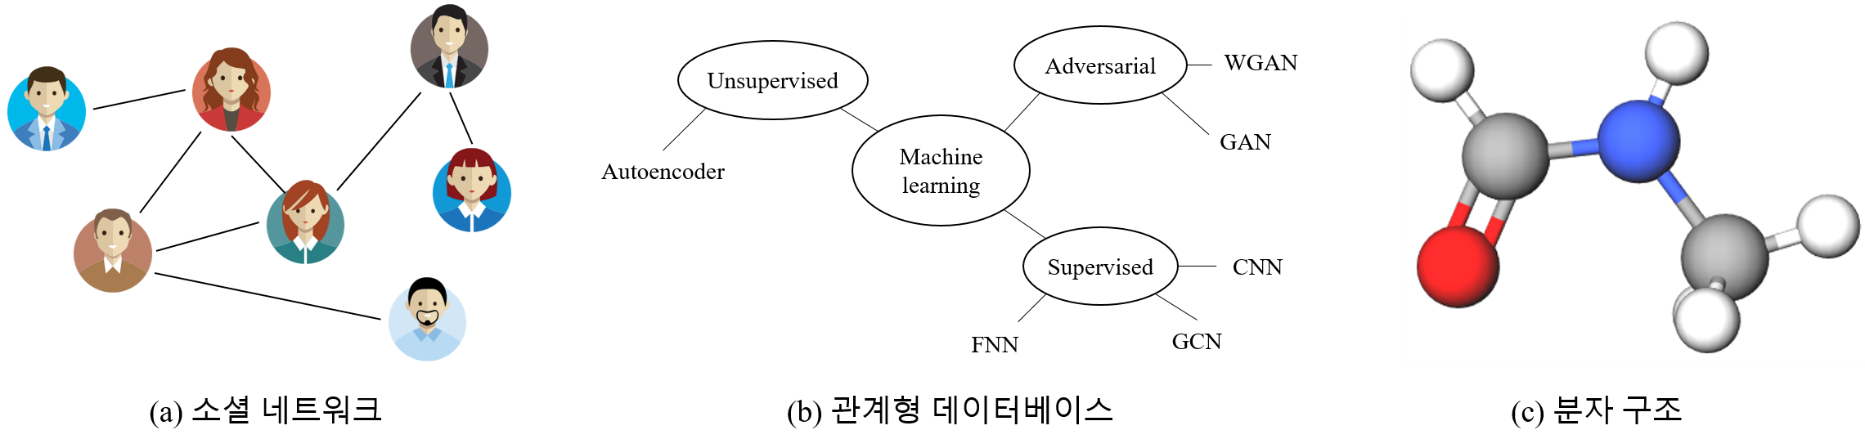 Unsupervised
Autoencoder
Machine
learning
Adversarial
WGAN
GAN
Supervised
CNN
FNN
GCN
(a) 소셜 네트워크
(b) 관계형 데이터베이스
(c) 분자 구조